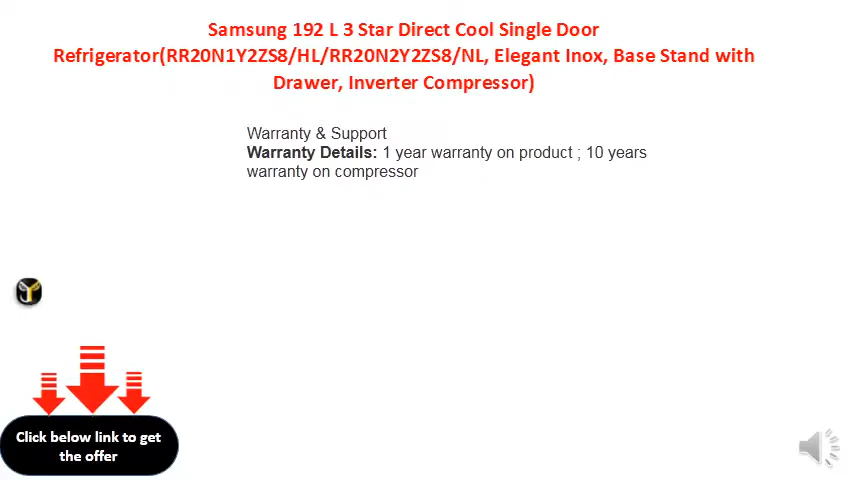 Samsung 192 L 3 Star Direct Cool Single Door
Refrigerator(RR20N1Y2ZS8/HL/RR20N2Y2ZS8/NL, Elegant Inox, Base Stand with
Drawer, Inverter Compressor)
Warranty & Support
Warranty Details: 1 year warranty on product ; 10 years
warranty on compressor
Click below link to get
the offer